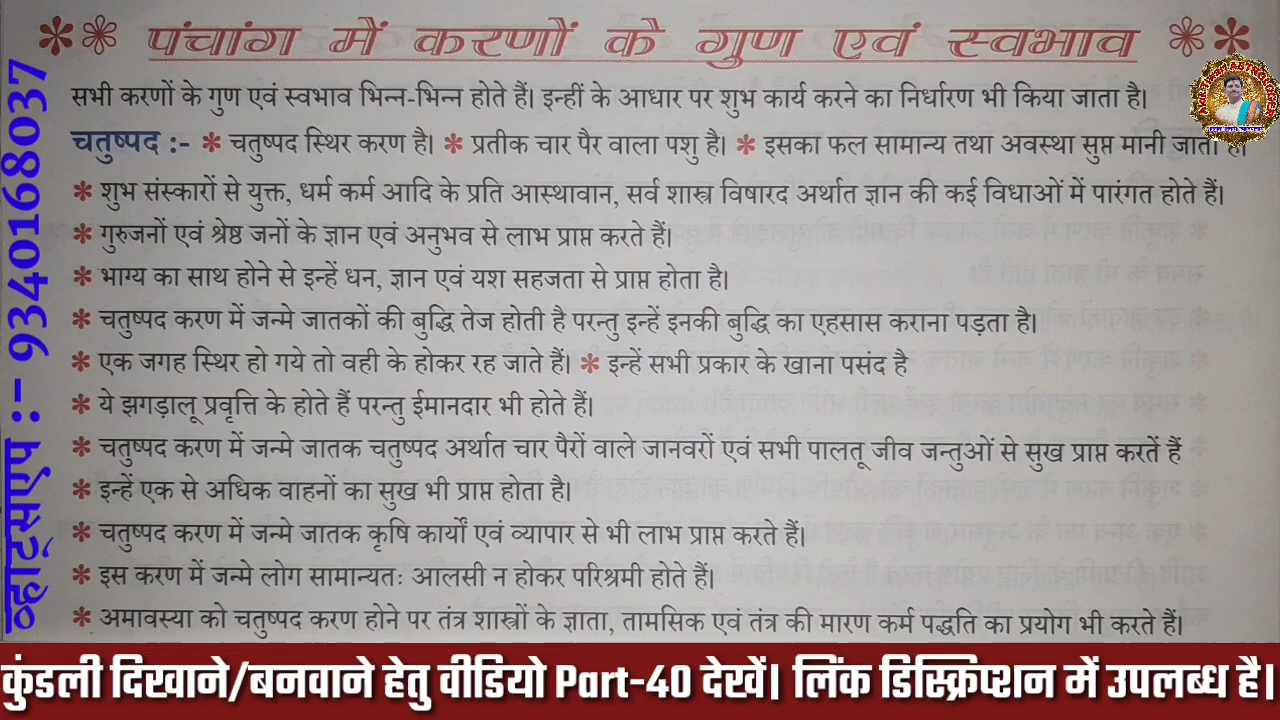 पंचांग में करणों के गुण एवं स्वभाव
सभी करणों के गुण एवं स्वभाव भिन्न-भिन्न होते हैं। इन्हीं के आधार पर शुभ कार्य करने का निर्धारण भी किया जाता है।
चतुष्पद :- * चतुष्पद स्थिर करण है। * प्रतीक चार पैर वाला पशु है। * इसका फल सामान्य तथा अवस्था सुप्त मानी जाती है।
* शुभ संस्कारों से युक्त, धर्म कर्म आदि के प्रति आस्थावान, सर्व शास्त्र विषारद अर्थात ज्ञान की कई विधाओं में पारंगत होते हैं।
* गुरुजनों एवं श्रेष्ठ जनों के ज्ञान एवं अनुभव से लाभ प्राप्त करते हैं।
* भाग्य का साथ होने से इन्हें धन, ज्ञान एवं यश सहजता से प्राप्त होता है।
* चतुष्पद करण में जन्मे जातकों की बुद्धि तेज होती है परन्तु इन्हें इनकी बुद्धि का एहसास कराना पड़ता है।
* एक जगह स्थिर हो गये तो वही के होकर रह जाते हैं। * इन्हें सभी प्रकार के खाना पसंद है
* ये झगड़ालू प्रवृत्ति के होते हैं परन्तु ईमानदार भी होते हैं।
* चतुष्पद करण में जन्मे जातक चतुष्पद अर्थात चार पैरों वाले जानवरों एवं सभी पालतू जीव जन्तुओं से सुख प्राप्त करतें हैं
* इन्हें एक से अधिक वाहनों का सुख भी प्राप्त होता है।
* चतुष्पद करण में जन्मे जातक कृषि कार्यों एवं व्यापार से भी लाभ प्राप्त करते हैं।
* इस करण में जन्मे लोग सामान्यतः आलसी न होकर परिश्रमी होते हैं।
* अमावस्या को चतुष्पद करण होने पर तंत्र शास्त्रों के ज्ञाता, तामसिक एवं तंत्र की मारण कर्म पद्धति का प्रयोग भी करते हैं।
व्हाट्सएप :- 9340168037
कुंडली दिखाने/बनवाने हेतु वीडियो Part-40 देखें। लिंक डिस्क्रिप्शन में उपलब्ध है।